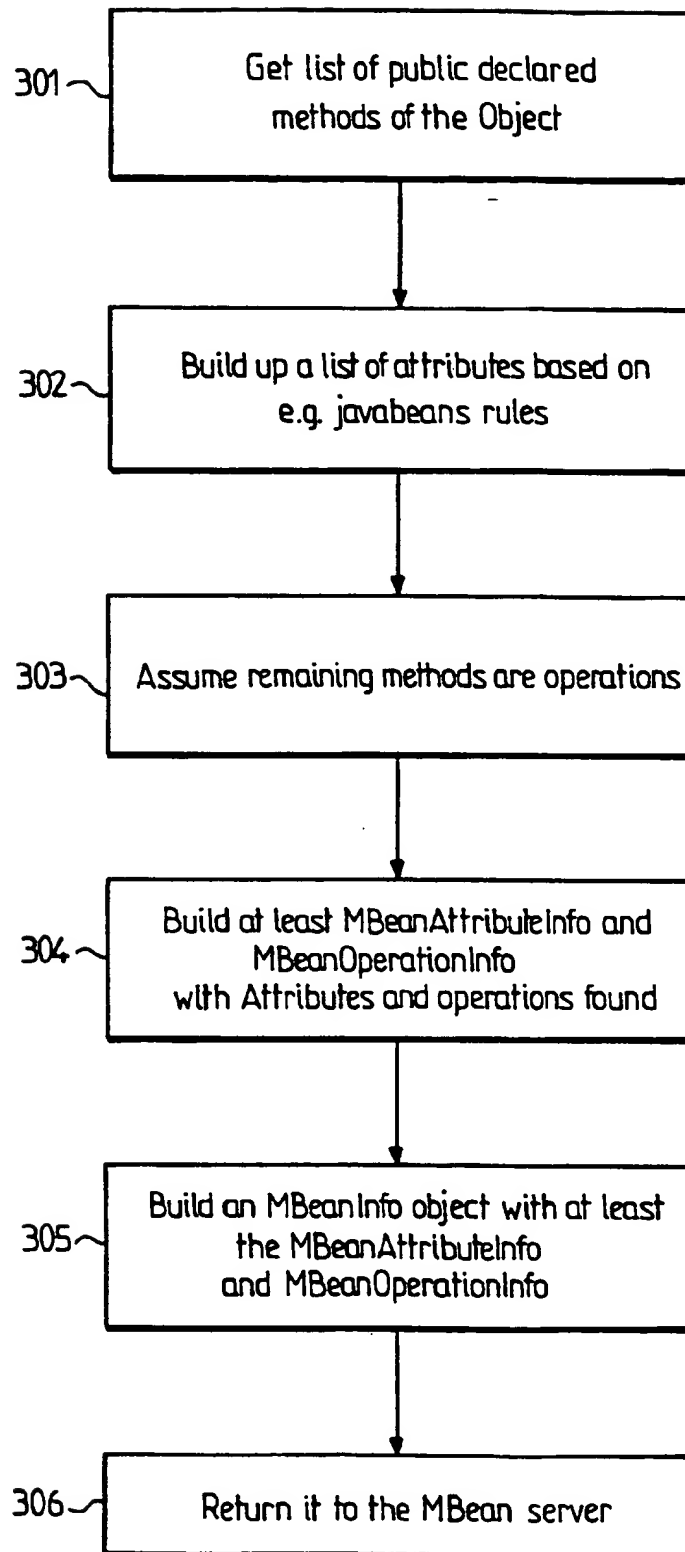 301
Get list of public declared
methods of the Object
302
Build up a list of attributes based on
e.g. javabeans rules
303
Assume remaining methods are operations
304
Build at least MBeanAttributeInfo and
MBeanOperationInfo
with Attributes and operations found
305
Build an MBeanInfo object with at least
the MBeanAttributeInfo
and MBeanOperationInfo
306
Return it to the MBean server